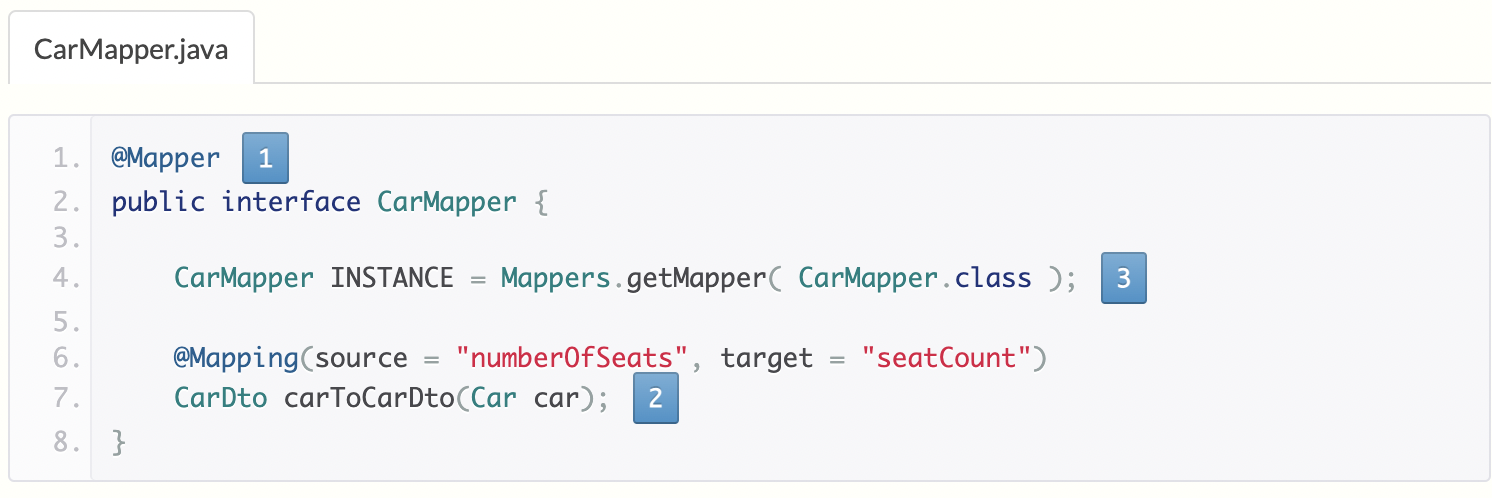 CarMapper.java
1. @Mapper 1
2. public interface CarMapper {
3.
4. CarMapper INSTANCE = Mappers.getMapper( CarMapper.class ); 3
5.
6. @Mapping(source = "numberOfSeats", target = "seatCount")
7. CarDto carToCarDto(Car car); 2
8. }